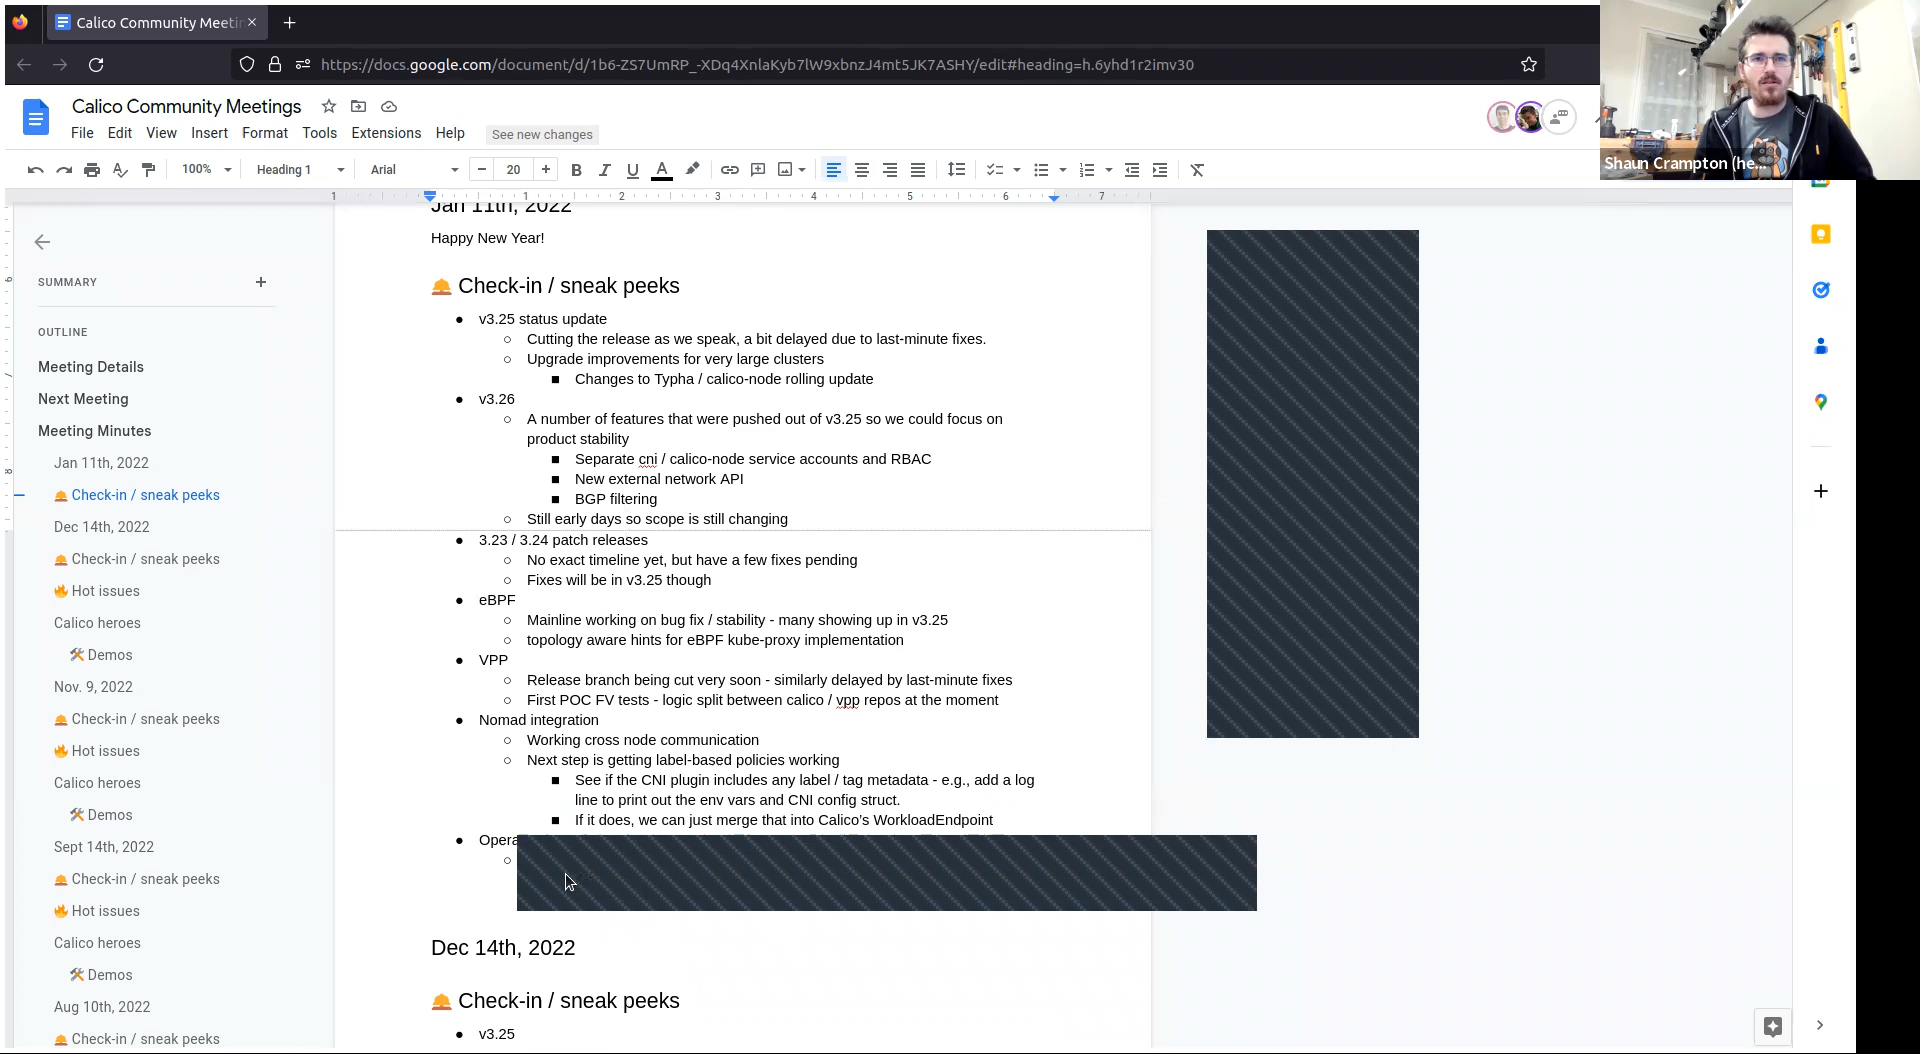 Calico Community Meetin
https://docs.google.com/document/d/1b6-ZS7UmRP_-XDq4XnlaKyb7lW9xbnzJ4mt5JK7ASHY/edit#heading=h.6yhd1r2imv30
Calico Community Meetings
File Edit View Insert Format Tools Extensions Help See new changes
100% Heading 1 Arial 20
Shaun Crampton (he...
1 1 2 3 4 5 6 7
SUMMARY
OUTLINE
Meeting Details
Next Meeting
Meeting Minutes
Jan 11th, 2022
Check-in / sneak peeks
Dec 14th, 2022
Check-in / sneak peeks
Hot issues
Calico heroes
Demos
Nov. 9, 2022
Check-in / sneak peeks
Hot issues
Calico heroes
Demos
Sept 14th, 2022
Check-in / sneak peeks
Hot issues
Calico heroes
Demos
Aug 10th, 2022
Check-in / sneak peeks
Jan 11th, 2022
Happy New Year!
Check-in / sneak peeks
● v3.25 status update
○ Cutting the release as we speak, a bit delayed due to last-minute fixes.
○ Upgrade improvements for very large clusters
■ Changes to Typha / calico-node rolling update
● v3.26
○ A number of features that were pushed out of v3.25 so we could focus on
product stability
■ Separate cni / calico-node service accounts and RBAC
■ New external network API
■ BGP filtering
○ Still early days so scope is still changing
● 3.23 / 3.24 patch releases
○ No exact timeline yet, but have a few fixes pending
○ Fixes will be in v3.25 though
● eBPF
○ Mainline working on bug fix / stability - many showing up in v3.25
○ topology aware hints for eBPF kube-proxy implementation
● VPP
○ Release branch being cut very soon - similarly delayed by last-minute fixes
○ First POC FV tests - logic split between calico / vpp repos at the moment
● Nomad integration
○ Working cross node communication
○ Next step is getting label-based policies working
■ See if the CNI plugin includes any label / tag metadata - e.g., add a log
line to print out the env vars and CNI config struct.
■ If it does, we can just merge that into Calico's WorkloadEndpoint
● Opera
○
Dec 14th, 2022
Check-in / sneak peeks
● v3.25